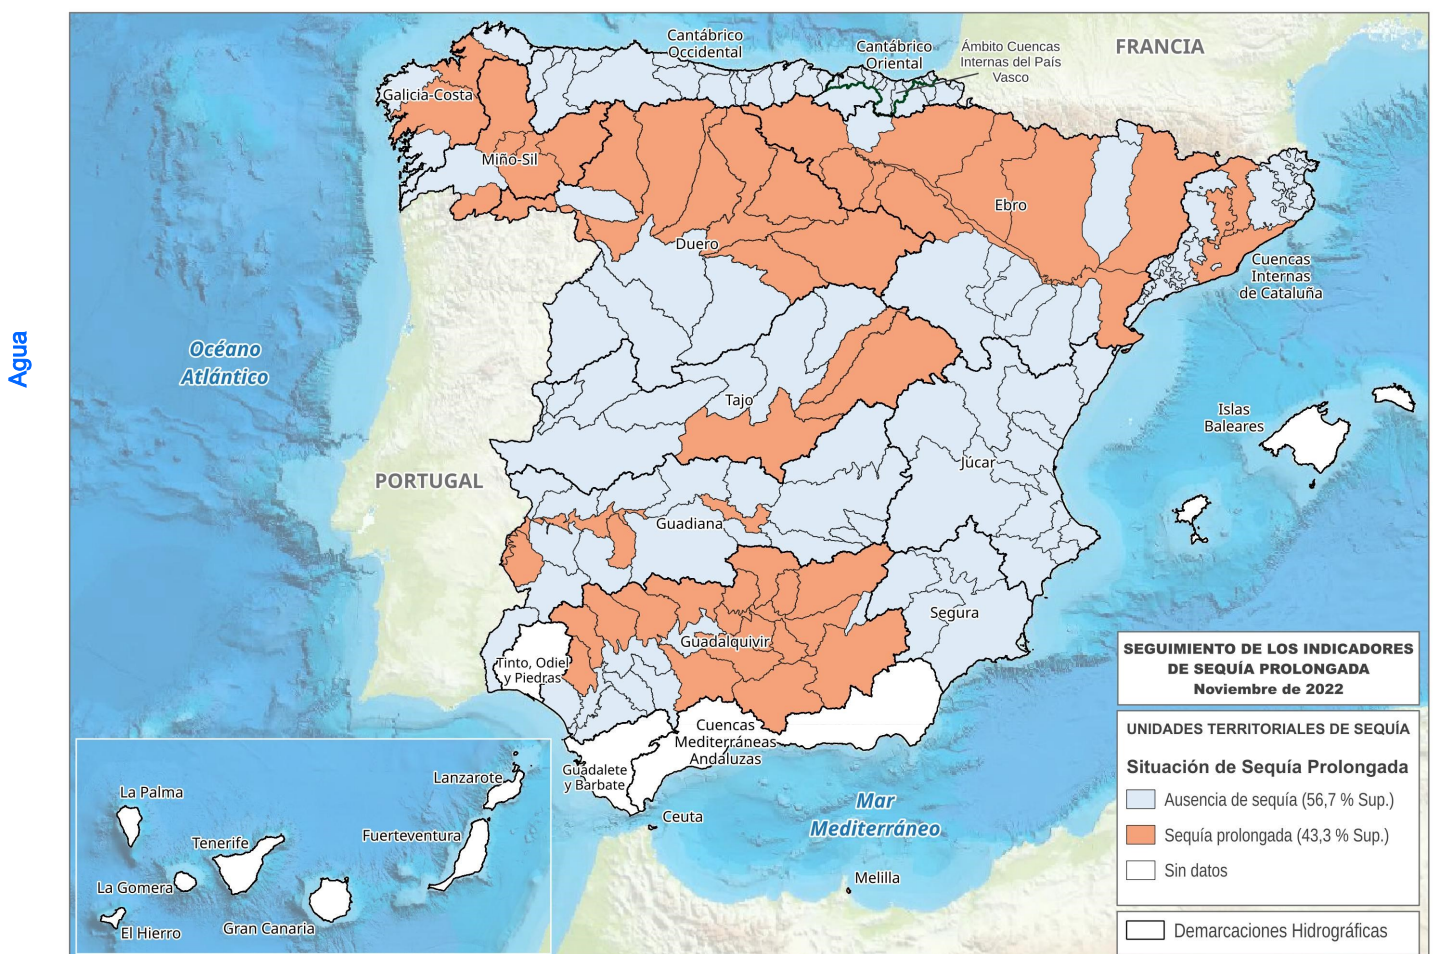 Agua
Cantábrico
Occidental
Cantábrico
Oriental
Ámbito Cuencas
Internas del País
Vasco
FRANCIA
Galicia-Costa
Miño-Sil
Ebro
Duero
Cuencas
Internas
de Cataluña
Océano
Atlántico
Tajo
Islas
Baleares
PORTUGAL
Júcar
Guadiana
Segura
Guadalquivir
Tinto, Odiel
y Piedras
Cuencas
Mediterráneas
Andaluzas
Guadalete
y Barbate
Ceuta
Mar
Mediterráneo
Melilla
La Palma
Lanzarote
Tenerife
Fuerteventura
La Gomera
El Hierro
Gran Canaria
SEGUIMIENTO DE LOS INDICADORES
DE SEQUÍA PROLONGADA
Noviembre de 2022
UNIDADES TERRITORIALES DE SEQUÍA
Situación de Sequía Prolongada
Ausencia de sequía (56,7 % Sup.)
Sequía prolongada (43,3 % Sup.)
Sin datos
Demarcaciones Hidrográficas